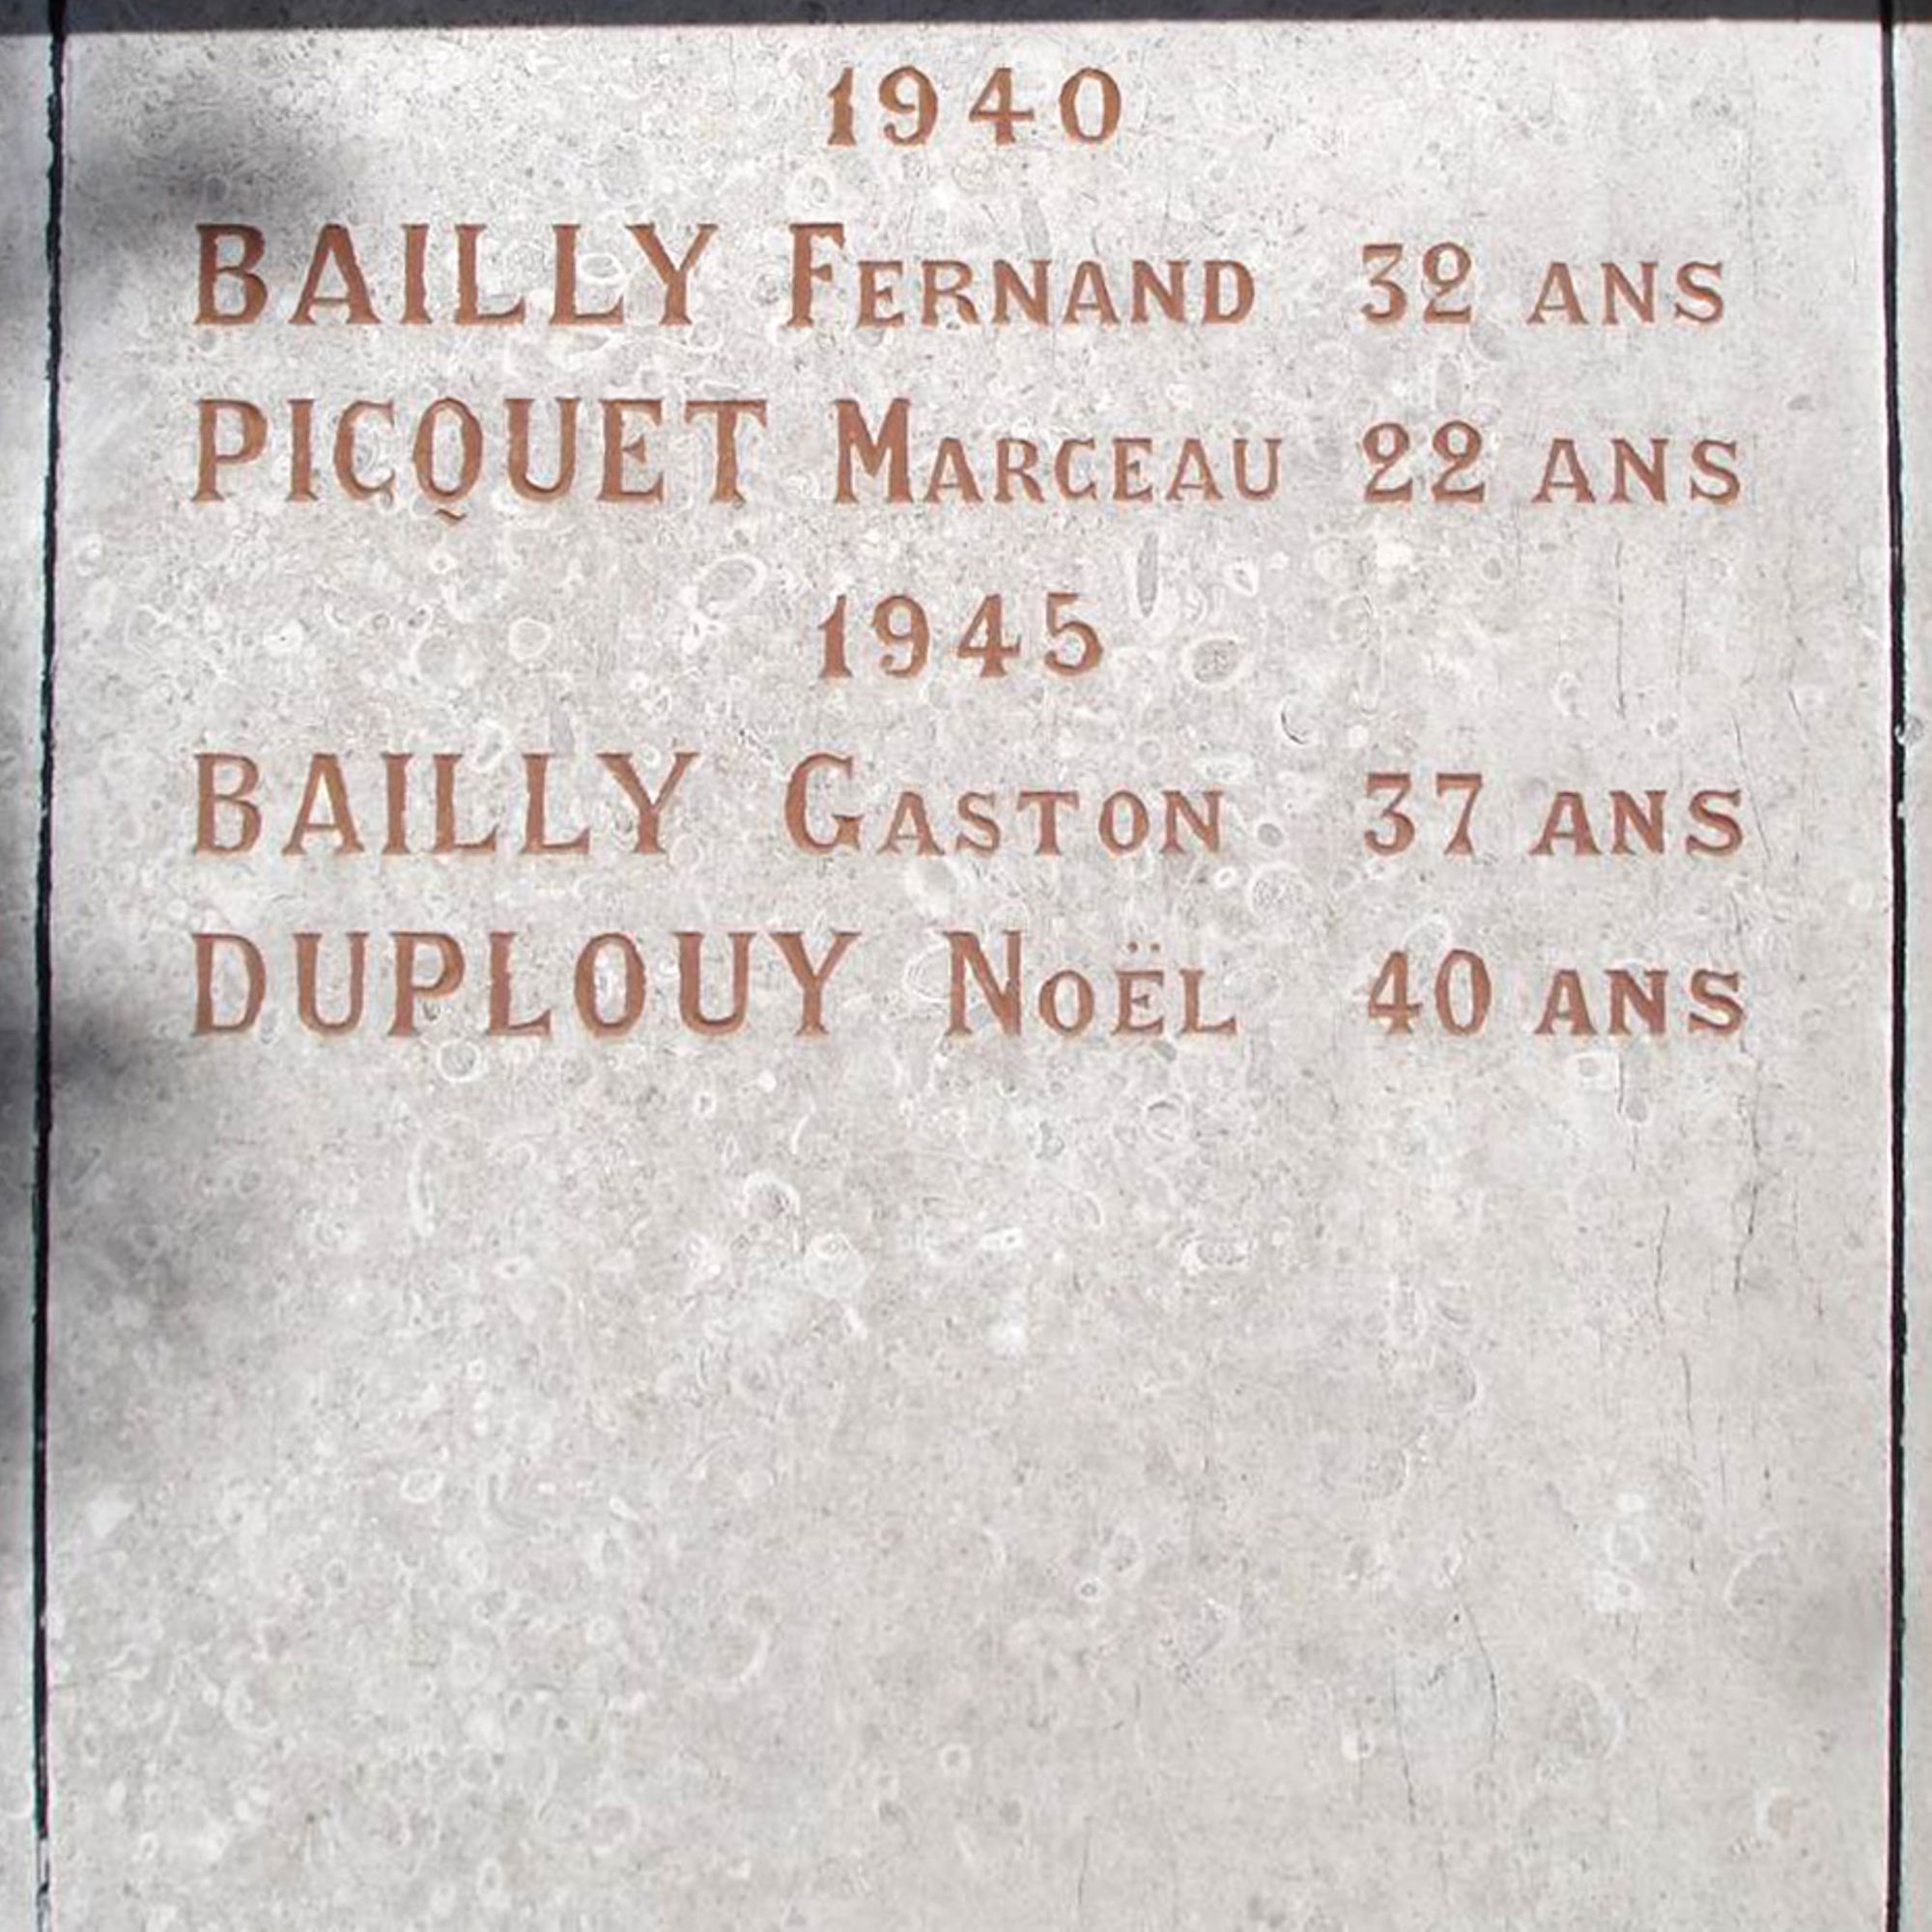 1940
BAILLY FERNAND 32 ANS
PICQUET MARCEAU 22 ANS
1945
BAILLY GASTON 37 ANS
DUPLOUY NOËL 40 ANS